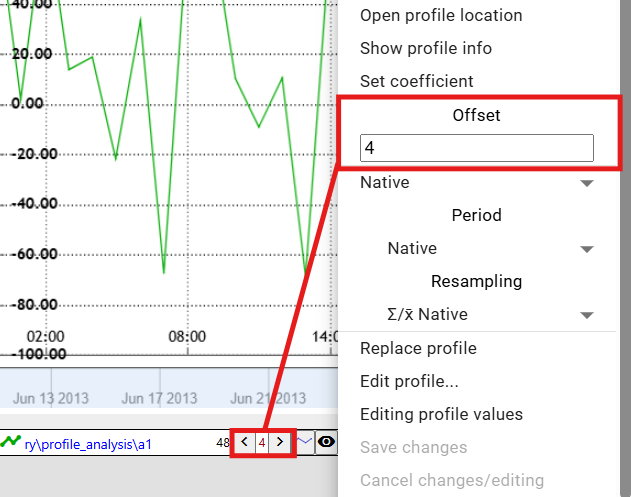 40.00
0.00
-20.00
-40.00
-60.00
-80.00
-100.00
02:00 08:00 14:0
Jun 13 2013 Jun 17 2013 Jun 21 2013
ry\profile_analysis\a1 48 < 4 >
Open profile location
Show profile info
Set coefficient
Offset
4
Native
Period
Native
Resampling
Σ/x̄ Native
Replace profile
Edit profile...
Editing profile values
Save changes
Cancel changes/editing